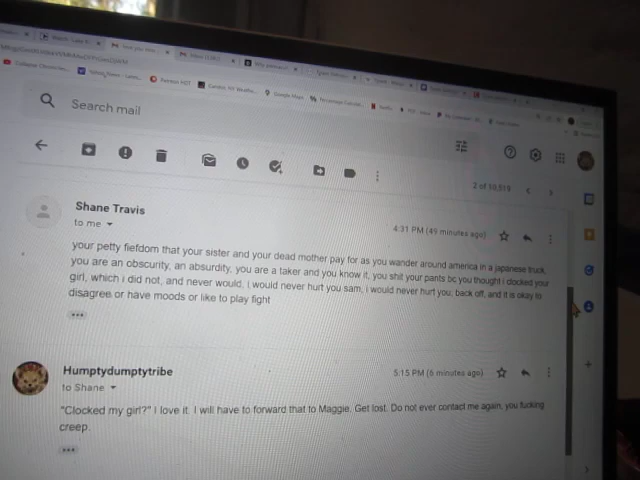 Search mail
2 of 10,919
Shane Travis
4:31 PM (49 minutes ago)
to me
your petty fiefdom that your sister and your dead mother pay for as you wander around america in a japanese truck,
you are an obscurity, an absurdity, you are a taker and you know it, you shit your pants bc you thought i clocked your
girl, which i did not, and never would, i would never hurt you sam, i would never hurt you, back off, and it is okay to
disagree or have moods or like to play fight
Humptydumptytribe
5:15 PM (6 minutes ago)
to Shane
"Clocked my girl?" I love it. I will have to forward that to Maggie. Get lost. Do not ever contact me again, you fucking
creep.